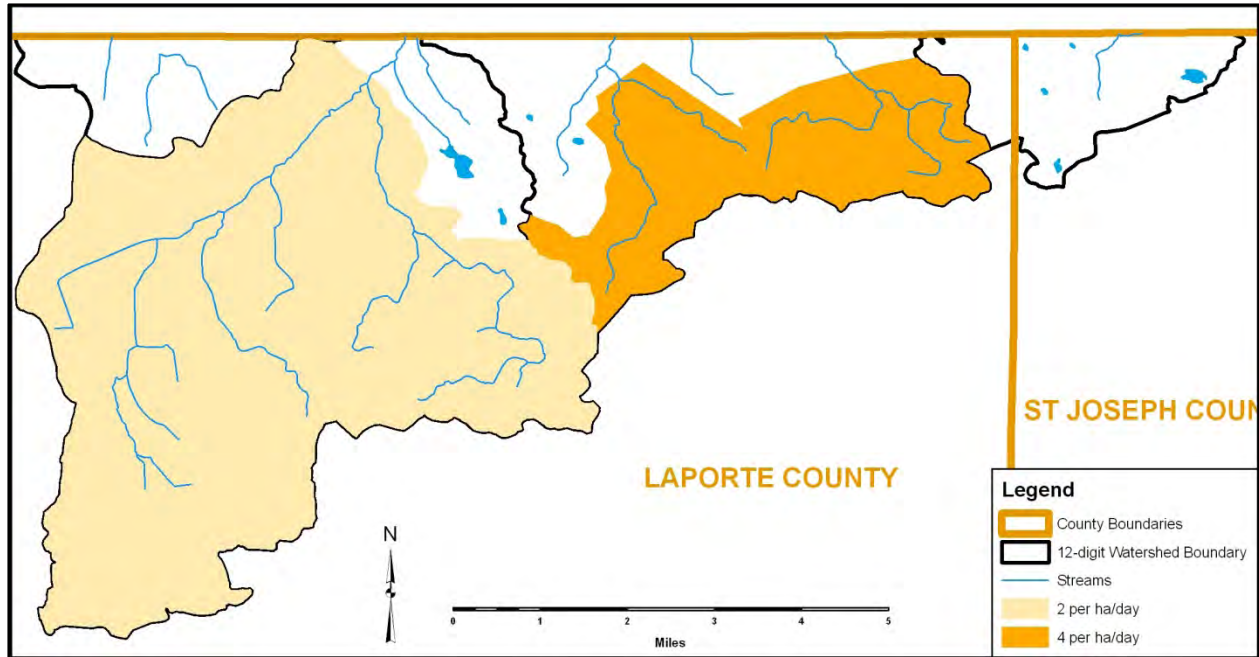 ST JOSEPH COUN
LAPORTE COUNTY
N
0 1 2 3 4 5
Miles
Legend
County Boundaries
12-digit Watershed Boundary
Streams
2 per ha/day
4 per ha/day